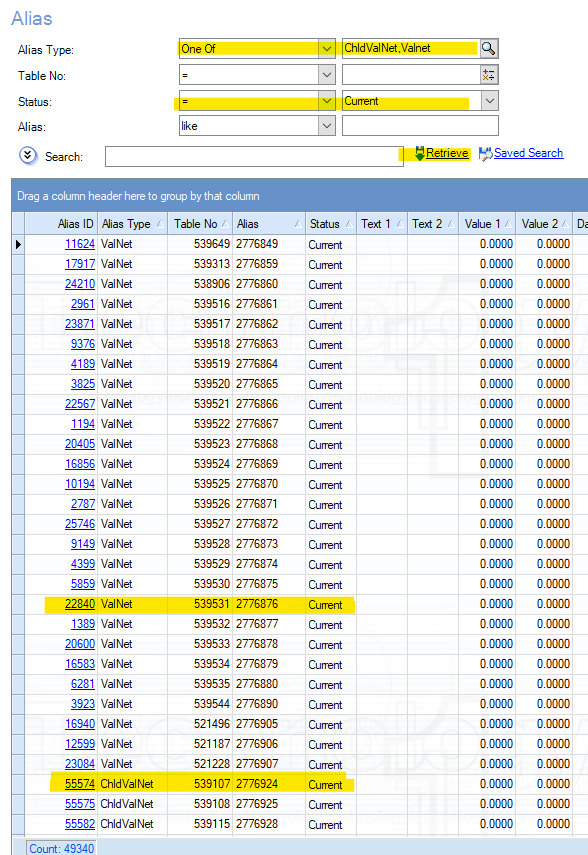 Alias
Alias Type: One Of ChldValNet,Valnet
Table No: =
Status: = Current
Alias: like
Search: Retrieve Saved Search
Drag a column header here to group by that column
Alias ID Alias Type Table No Alias Status Text 1 Text 2 Value 1 Value 2 Da
11624 ValNet 539649 2776849 Current 0.0000 0.0000
17917 ValNet 539313 2776859 Current 0.0000 0.0000
24210 ValNet 538906 2776860 Current 0.0000 0.0000
2961 ValNet 539516 2776861 Current 0.0000 0.0000
23871 ValNet 539517 2776862 Current 0.0000 0.0000
9376 ValNet 539518 2776863 Current 0.0000 0.0000
4189 ValNet 539519 2776864 Current 0.0000 0.0000
3825 ValNet 539520 2776865 Current 0.0000 0.0000
22567 ValNet 539521 2776866 Current 0.0000 0.0000
1194 ValNet 539522 2776867 Current 0.0000 0.0000
20405 ValNet 539523 2776868 Current 0.0000 0.0000
16856 ValNet 539524 2776869 Current 0.0000 0.0000
10194 ValNet 539525 2776870 Current 0.0000 0.0000
2787 ValNet 539526 2776871 Current 0.0000 0.0000
25746 ValNet 539527 2776872 Current 0.0000 0.0000
9149 ValNet 539528 2776873 Current 0.0000 0.0000
4399 ValNet 539529 2776874 Current 0.0000 0.0000
5859 ValNet 539530 2776875 Current 0.0000 0.0000
22840 ValNet 539531 2776876 Current 0.0000 0.0000
1389 ValNet 539532 2776877 Current 0.0000 0.0000
20600 ValNet 539533 2776878 Current 0.0000 0.0000
16583 ValNet 539534 2776879 Current 0.0000 0.0000
6281 ValNet 539535 2776880 Current 0.0000 0.0000
3923 ValNet 539544 2776890 Current 0.0000 0.0000
16940 ValNet 521496 2776905 Current 0.0000 0.0000
12599 ValNet 521187 2776906 Current 0.0000 0.0000
23084 ValNet 521228 2776907 Current 0.0000 0.0000
55574 ChldValNet 539107 2776924 Current 0.0000 0.0000
55575 ChldValNet 539108 2776925 Current 0.0000 0.0000
55582 ChldValNet 539115 2776928 Current 0.0000 0.0000
Count: 49340